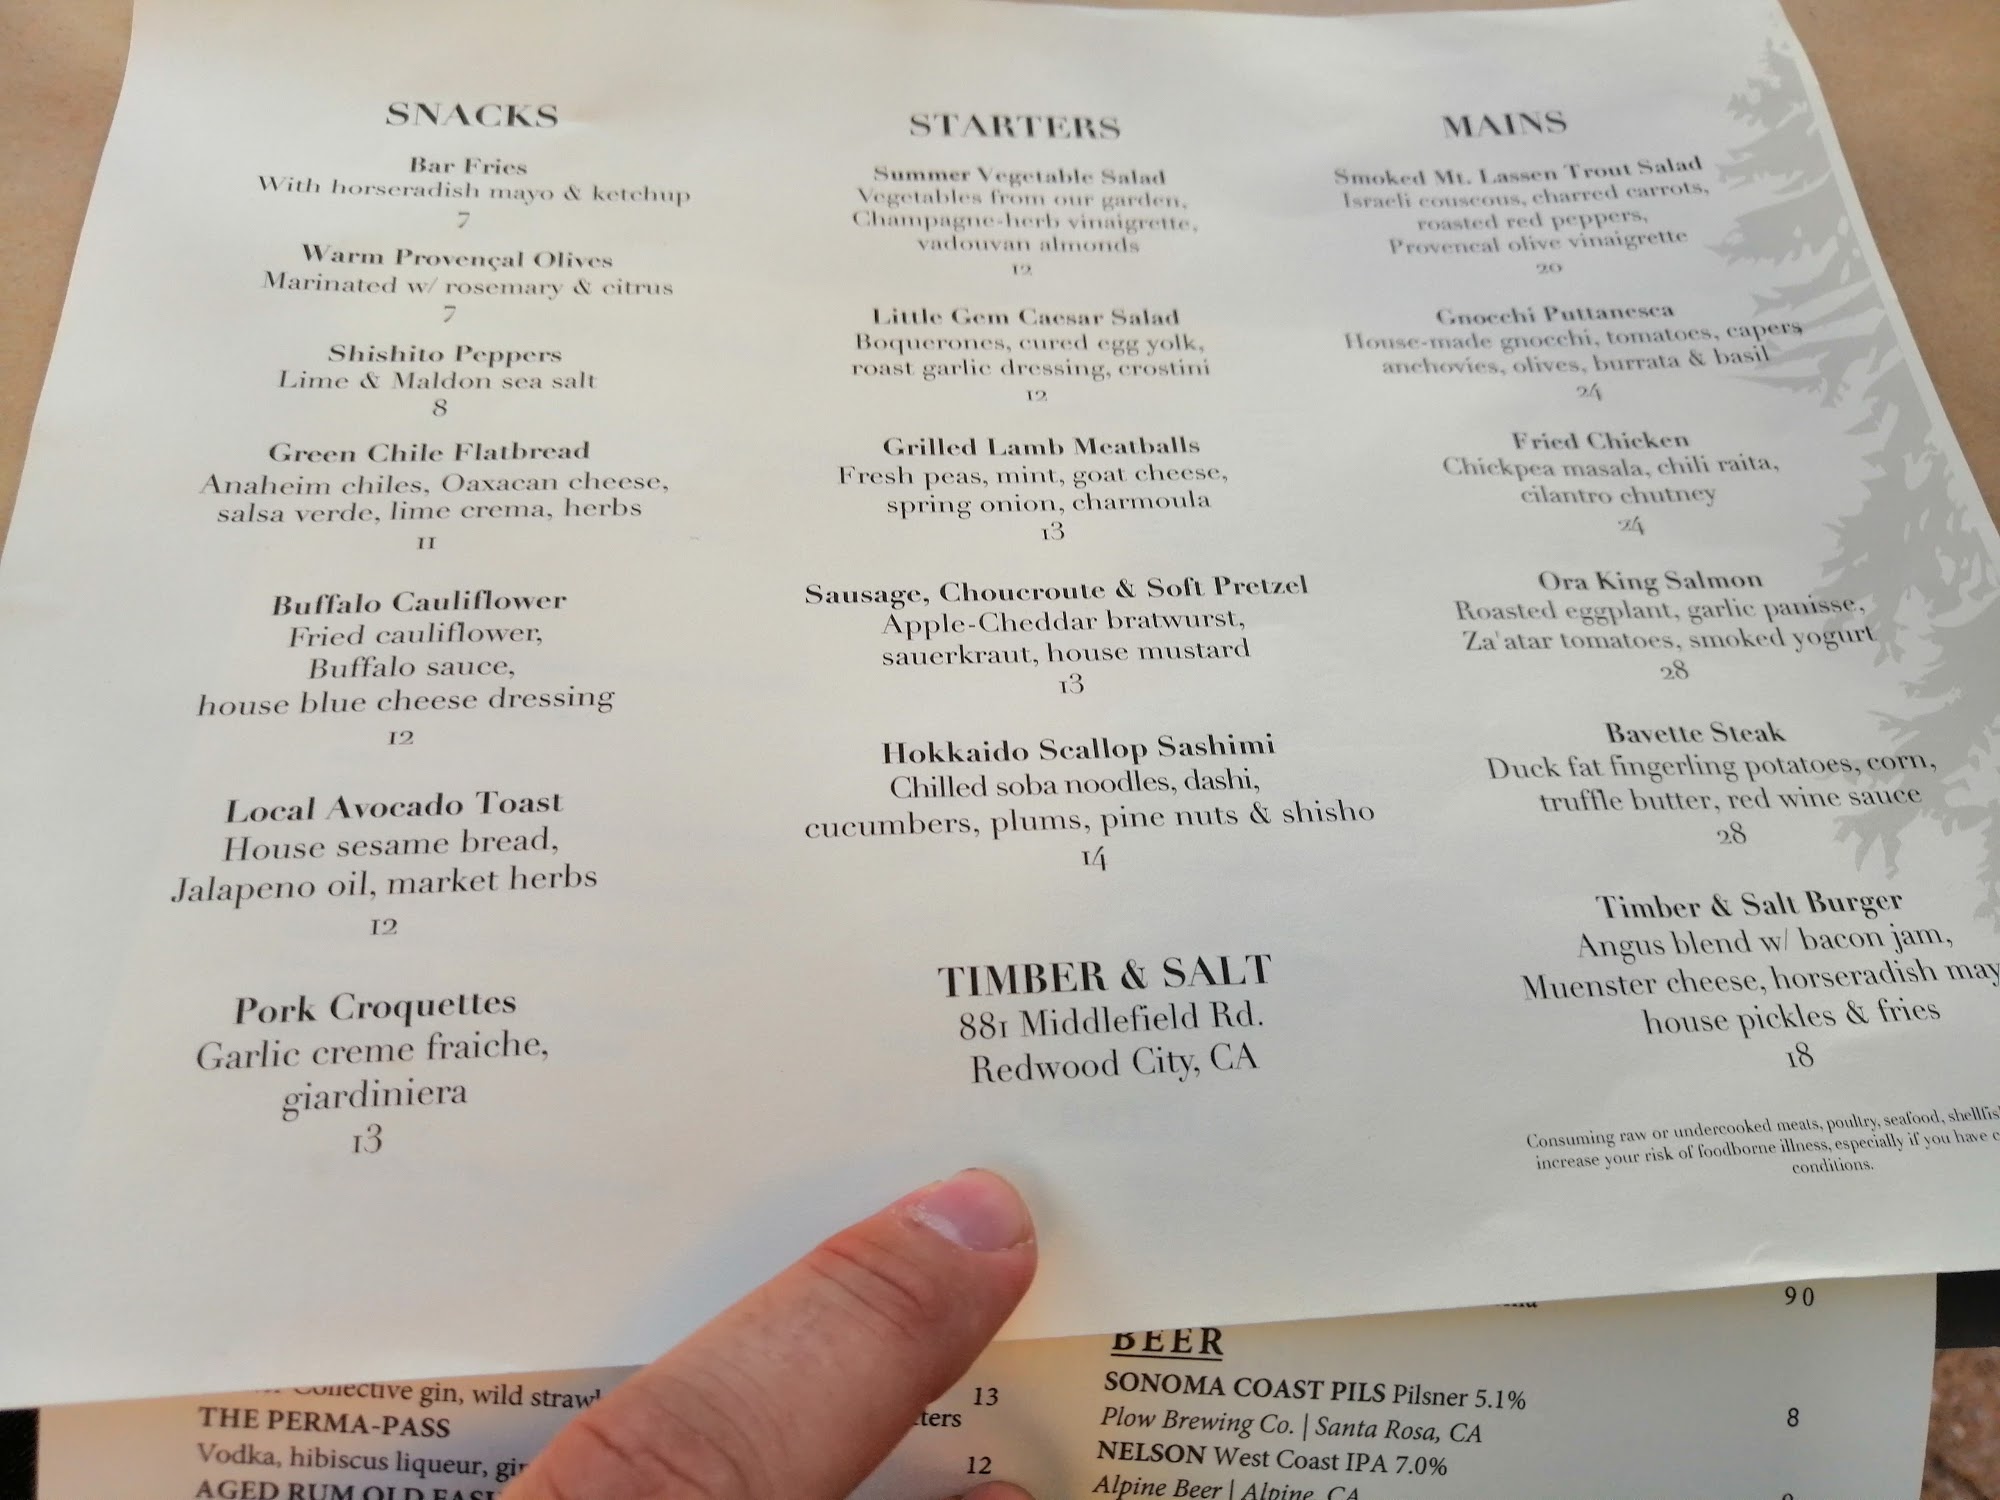 SNACKS
Bar Fries
With horseradish mayo & ketchup
7
Warm Provençal Olives
Marinated w/ rosemary & citrus
7
Shishito Peppers
Lime & Maldon sea salt
8
Green Chile Flatbread
Anaheim chiles, Oaxacan cheese,
salsa verde, lime crema, herbs
11
Buffalo Cauliflower
Fried cauliflower,
Buffalo sauce,
house blue cheese dressing
12
Local Avocado Toast
House sesame bread,
Jalapeno oil, market herbs
12
Pork Croquettes
Garlic creme fraiche,
giardiniera
13
STARTERS
Summer Vegetable Salad
Vegetables from our garden,
Champagne-herb vinaigrette,
vadouvan almonds
12
Little Gem Caesar Salad
Boquerones, cured egg yolk,
roast garlic dressing, crostini
12
Grilled Lamb Meatballs
Fresh peas, mint, goat cheese,
spring onion, charmoula
13
Sausage, Choucroute & Soft Pretzel
Apple-Cheddar bratwurst,
sauerkraut, house mustard
13
Hokkaido Scallop Sashimi
Chilled soba noodles, dashi,
cucumbers, plums, pine nuts & shisho
14
TIMBER & SALT
881 Middlefield Rd.
Redwood City, CA
MAINS
Smoked Mt. Lassen Trout Salad
Israeli couscous, charred carrots,
roasted red peppers,
Provencal olive vinaigrette
20
Gnocchi Puttanesca
House-made gnocchi, tomatoes, capers,
anchovies, olives, burrata & basil
24
Fried Chicken
Chickpea masala, chili raita,
cilantro chutney
24
Ora King Salmon
Roasted eggplant, garlic panisse,
Za'atar tomatoes, smoked yogurt
28
Bavette Steak
Duck fat fingerling potatoes, corn,
truffle butter, red wine sauce
28
Timber & Salt Burger
Angus blend w/ bacon jam,
Muenster cheese, horseradish may
house pickles & fries
18
Consuming raw or undercooked meats, poultry, seafood, shellfis
increase your risk of foodborne illness, especially if you have c
conditions.
Collective gin, wild straw
13
THE PERMA-PASS
ters
Vodka, hibiscus liqueur, gin
12
AGED RUM OLD FASH
90
BEER
SONOMA COAST PILS Pilsner 5.1%
Plow Brewing Co. | Santa Rosa, CA
8
NELSON West Coast IPA 7.0%
Alpine Beer | Alpine, CA